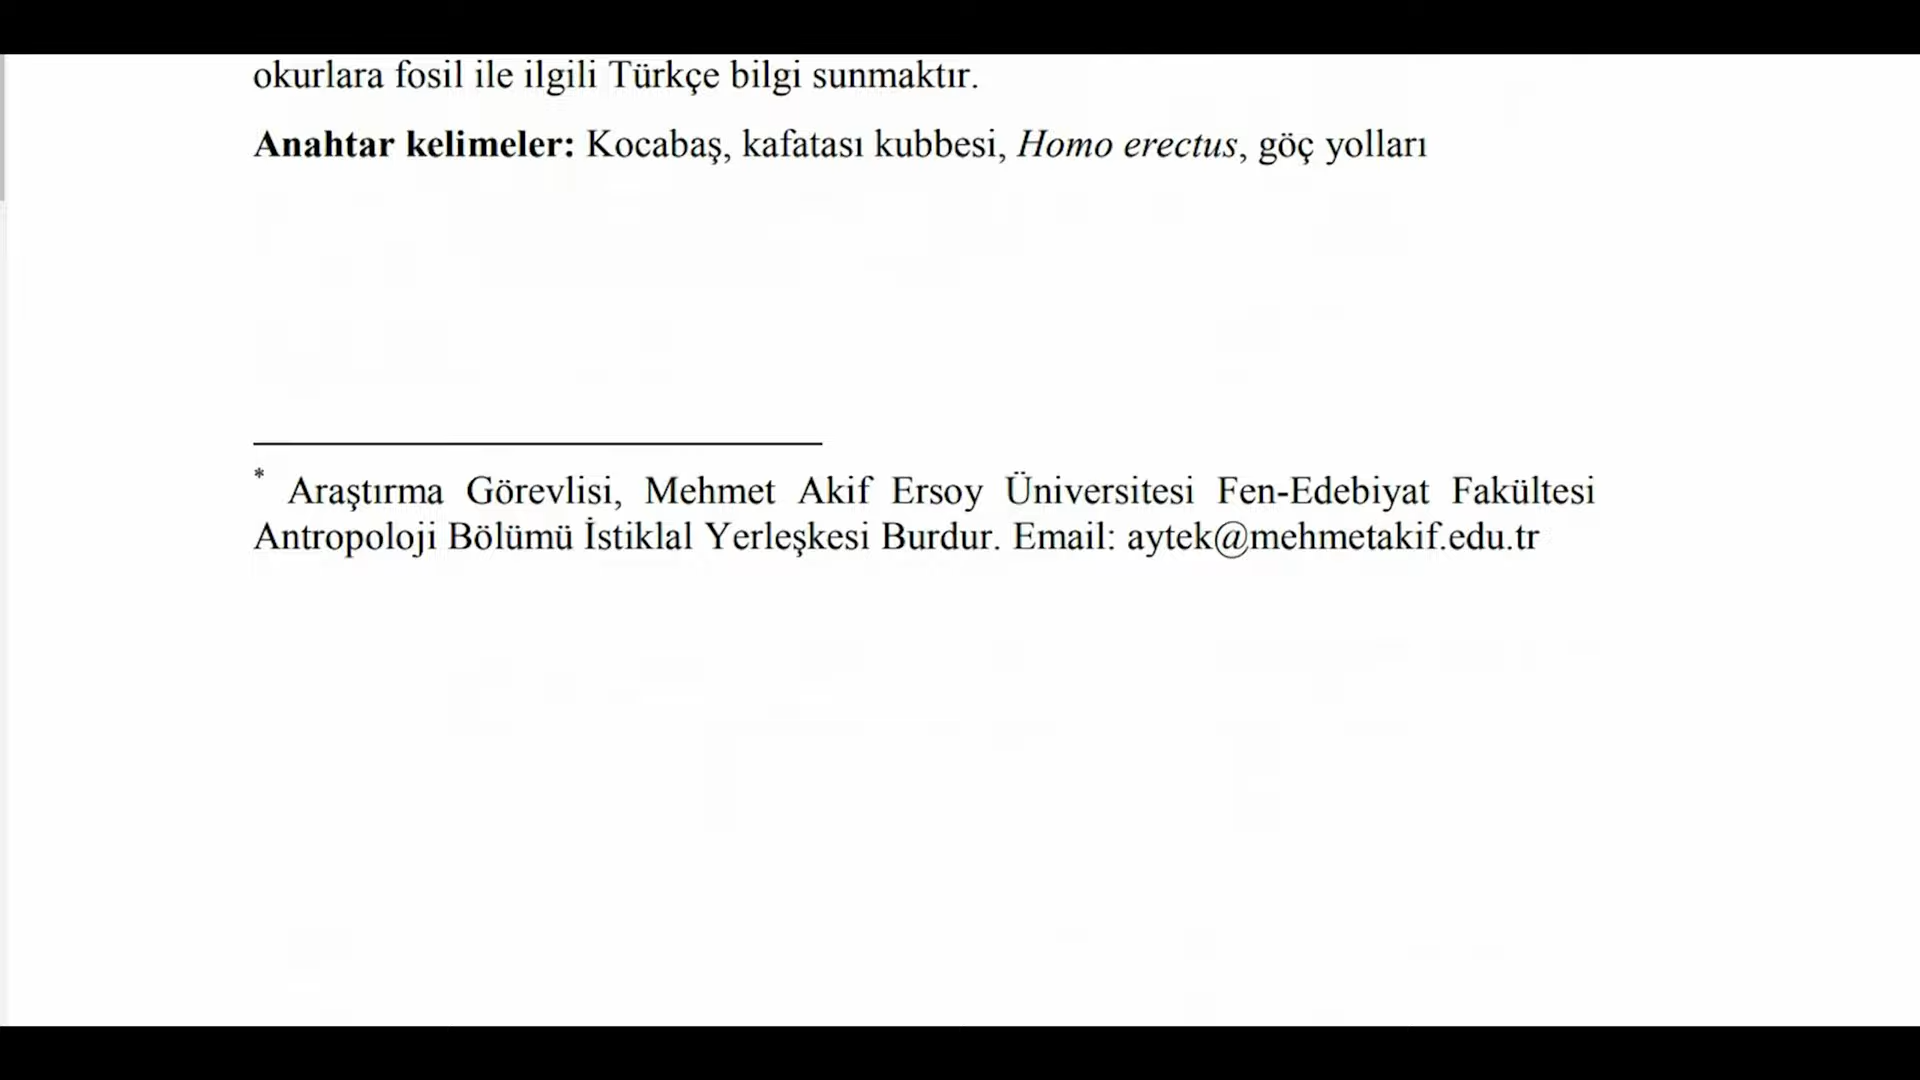 okurlara fosil ile ilgili Türkçe bilgi sunmaktır.
Anahtar kelimeler: Kocabaş, kafatası kubbesi, Homo erectus, göç yolları
* Araştırma Görevlisi, Mehmet Akif Ersoy Üniversitesi Fen-Edebiyat Fakültesi
Antropoloji Bölümü İstiklal Yerleşkesi Burdur. Email: aytek@mehmetakif.edu.tr